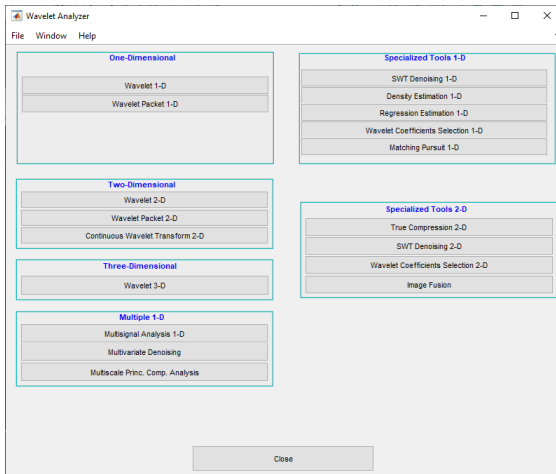 Wavelet Analyzer
File Window Help
One-Dimensional
Wavelet 1-D
Wavelet Packet 1-D
Two-Dimensional
Wavelet 2-D
Wavelet Packet 2-D
Continuous Wavelet Transform 2-D
Three-Dimensional
Wavelet 3-D
Multiple 1-D
Multisignal Analysis 1-D
Multivariate Denoising
Multiscale Princ. Comp. Analysis
Specialized Tools 1-D
SWT Denoising 1-D
Density Estimation 1-D
Regression Estimation 1-D
Wavelet Coefficients Selection 1-D
Matching Pursuit 1-D
Specialized Tools 2-D
True Compression 2-D
SWT Denoising 2-D
Wavelet Coefficients Selection 2-D
Image Fusion
Close